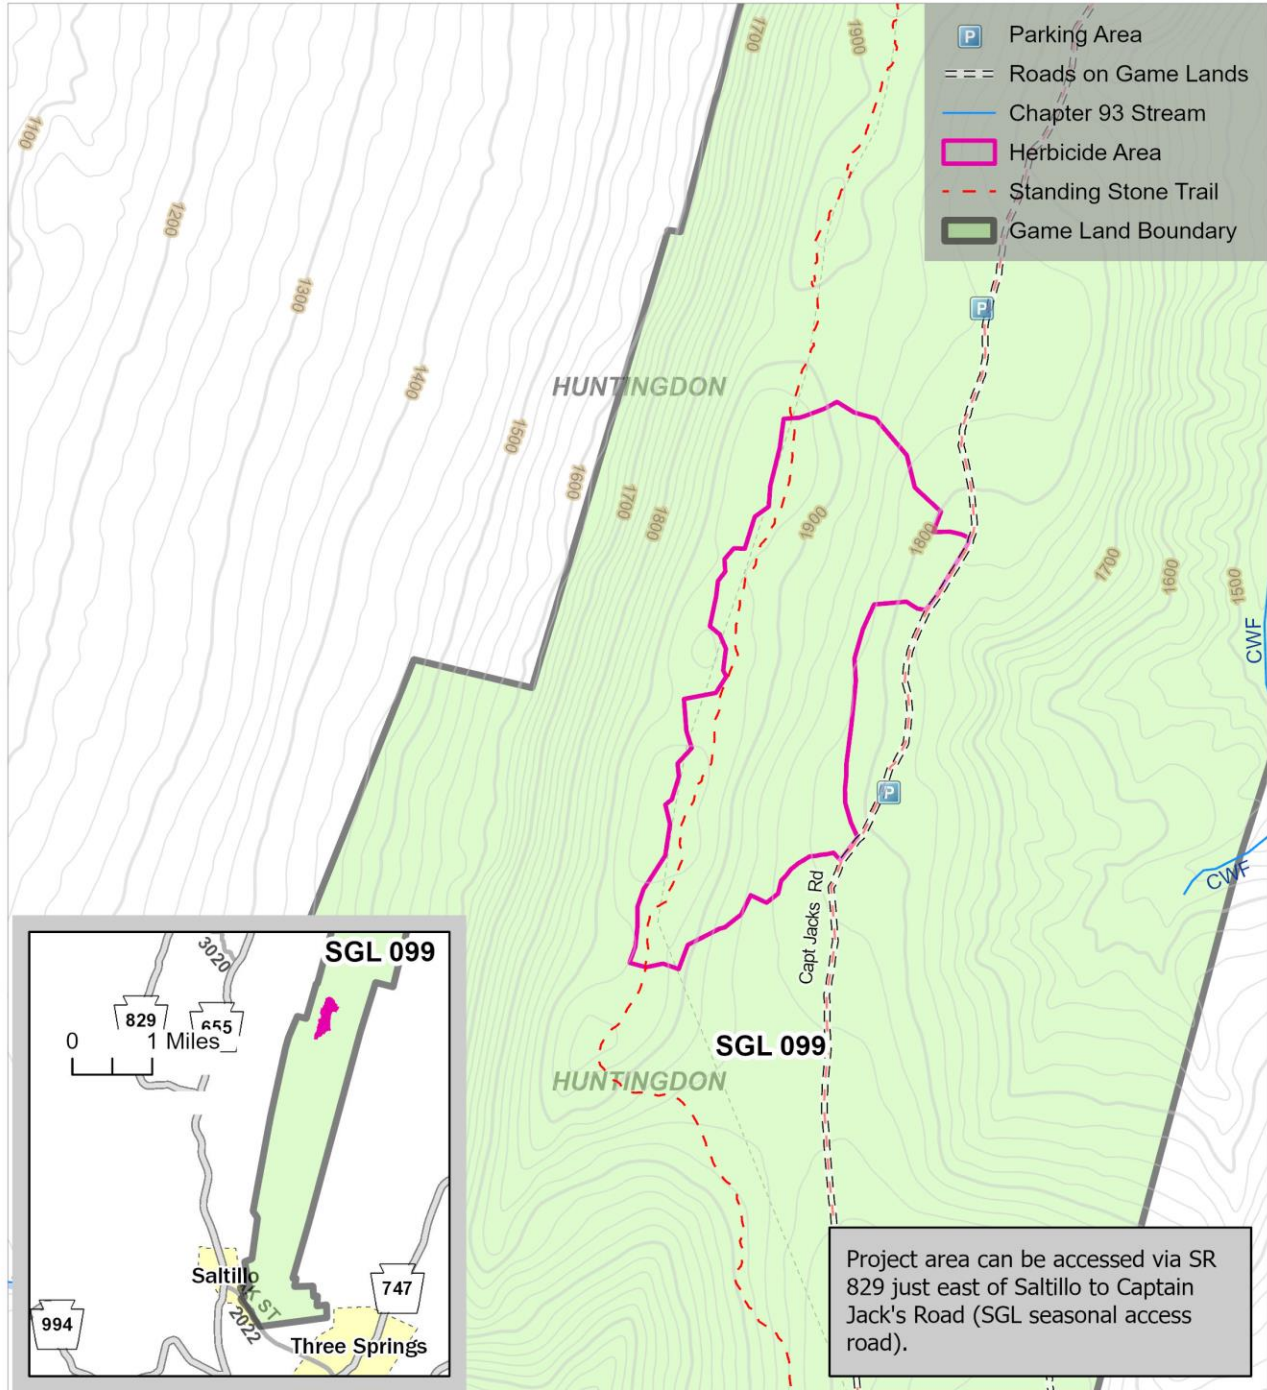 1700
1900
P Parking Area
Roads on Game Lands
Chapter 93 Stream
Herbicide Area
Standing Stone Trail
Game Land Boundary
1100
1200
1300
P
HUNTINGDON
1400
1500
1600
1700
1800
1900
1800
1700
1600
1500
CWF
P
CWF
Capt Jacks Rd
SGL 099
HUNTINGDON
SGL 099
3020
829
655
0 1 Miles
Saltillo
ST
2022
747
994
Three Springs
Project area can be accessed via SR
829 just east of Saltillo to Captain
Jack's Road (SGL seasonal access
road).